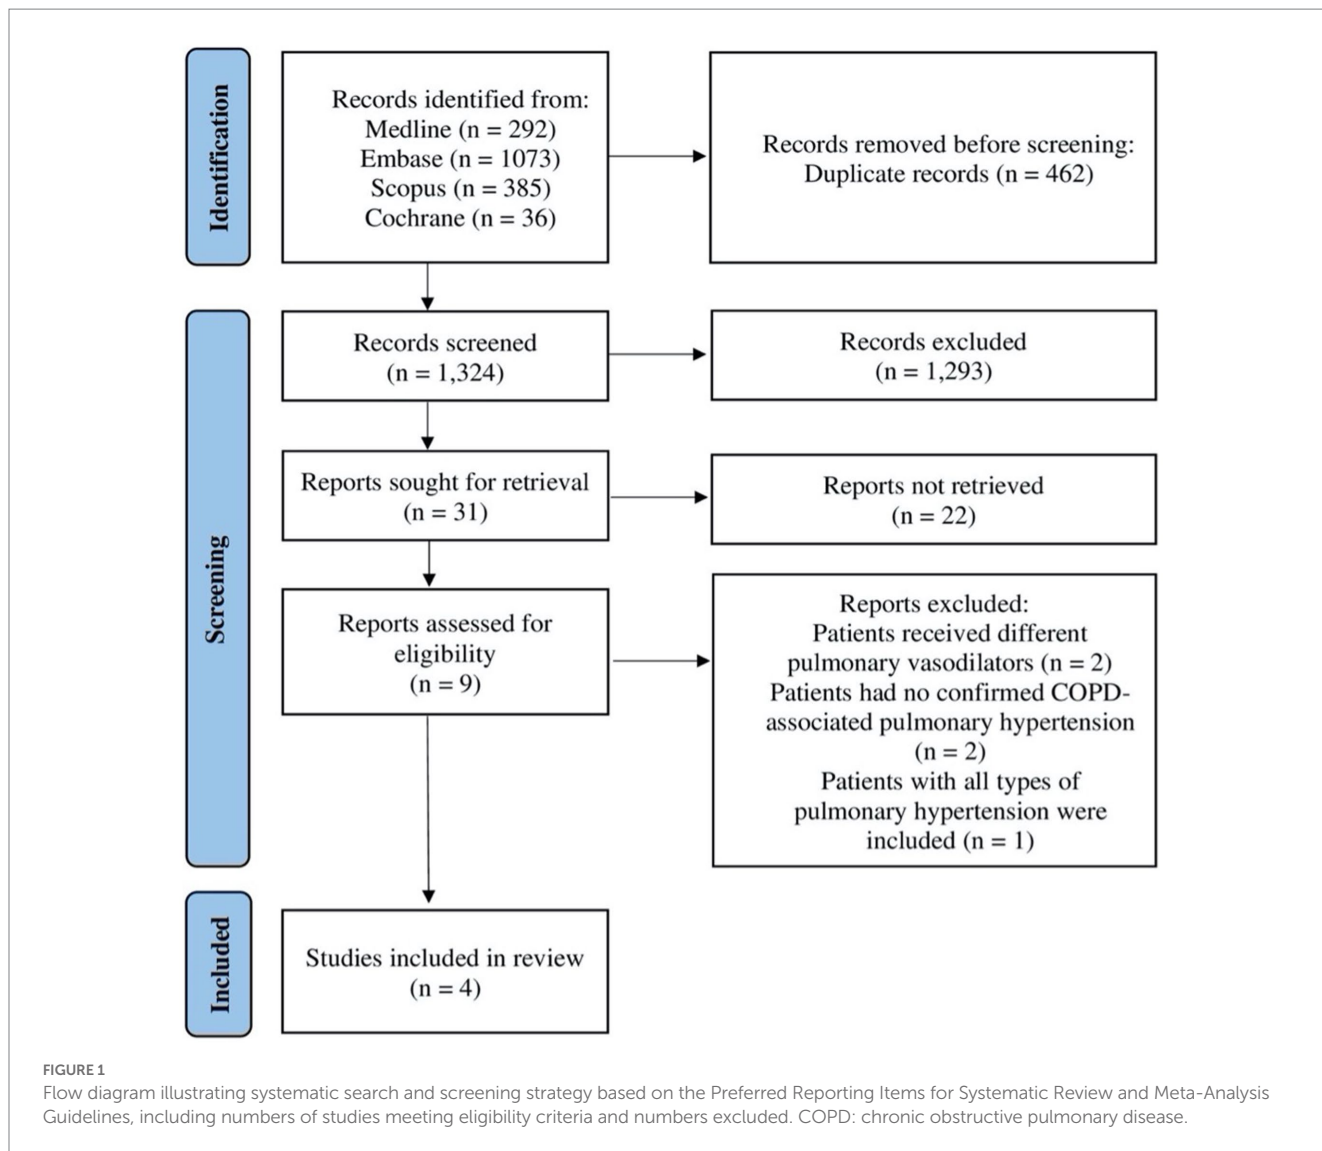 Identification
Records identified from:
Medline (n = 292)
Embase (n = 1073)
Scopus (n = 385)
Cochrane (n = 36)
Records removed before screening:
Duplicate records (n = 462)
Screening
Records screened
(n = 1,324)
Records excluded
(n = 1,293)
Reports sought for retrieval
(n = 31)
Reports not retrieved
(n = 22)
Reports assessed for
eligibility
(n = 9)
Reports excluded:
Patients received different
pulmonary vasodilators (n = 2)
Patients had no confirmed COPD-
associated pulmonary hypertension
(n = 2)
Patients with all types of
pulmonary hypertension were
included (n = 1)
Included
Studies included in review
(n = 4)
FIGURE 1
Flow diagram illustrating systematic search and screening strategy based on the Preferred Reporting Items for Systematic Review and Meta-Analysis
Guidelines, including numbers of studies meeting eligibility criteria and numbers excluded. COPD: chronic obstructive pulmonary disease.